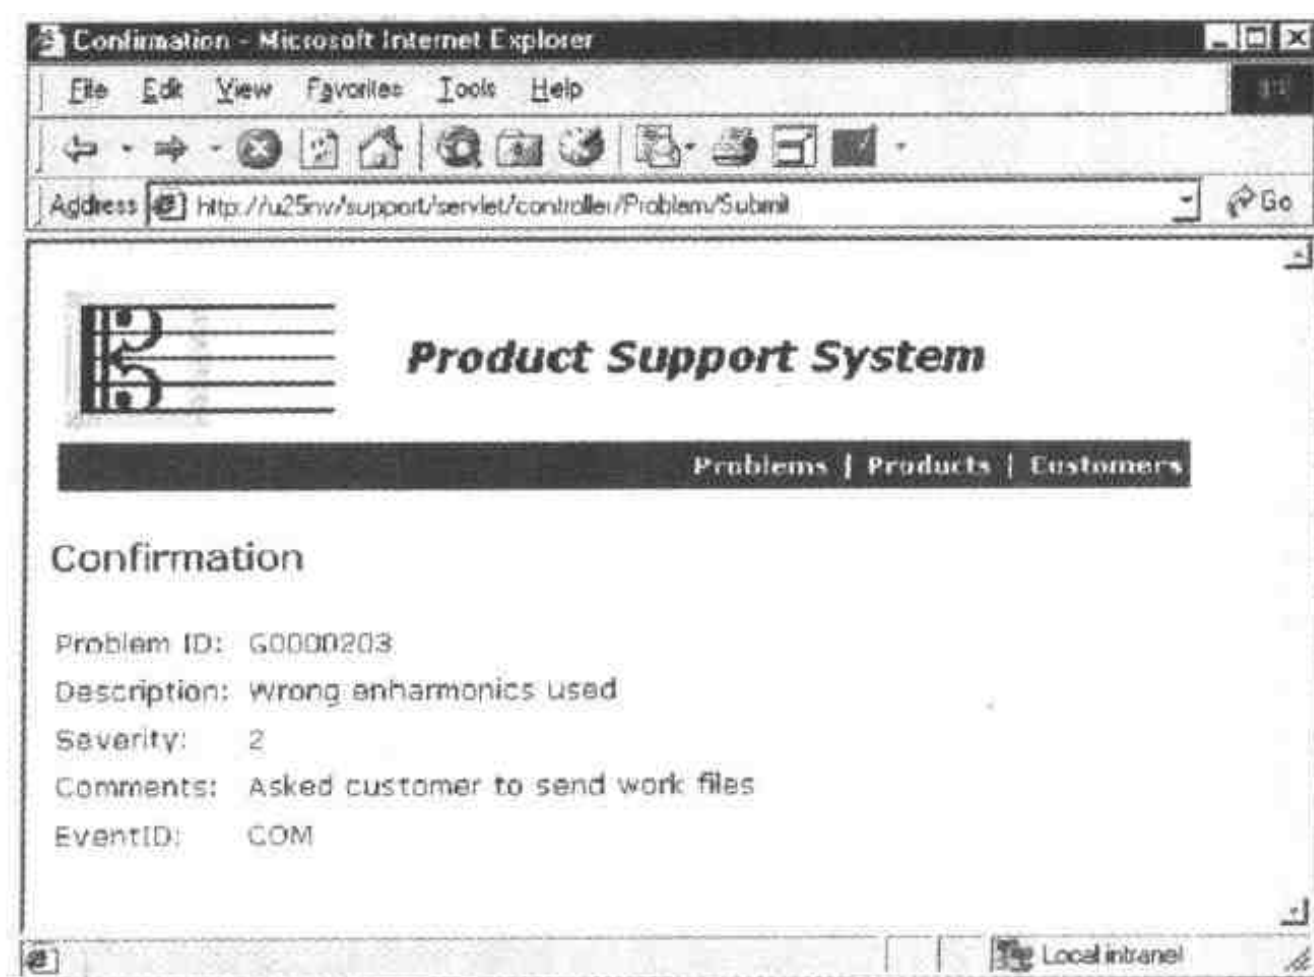 Confirmation - Microsoft Internet Explorer
File Edit View Favorites Tools Help
Address http://u25nv/support/servlet/controller/Problem/Submit Go
Product Support System
Problems | Products | Customers
Confirmation
Problem ID: G0000203
Description: Wrong enharmonics used
Severity: 2
Comments: Asked customer to send work files
EventID: COM
Local intranet